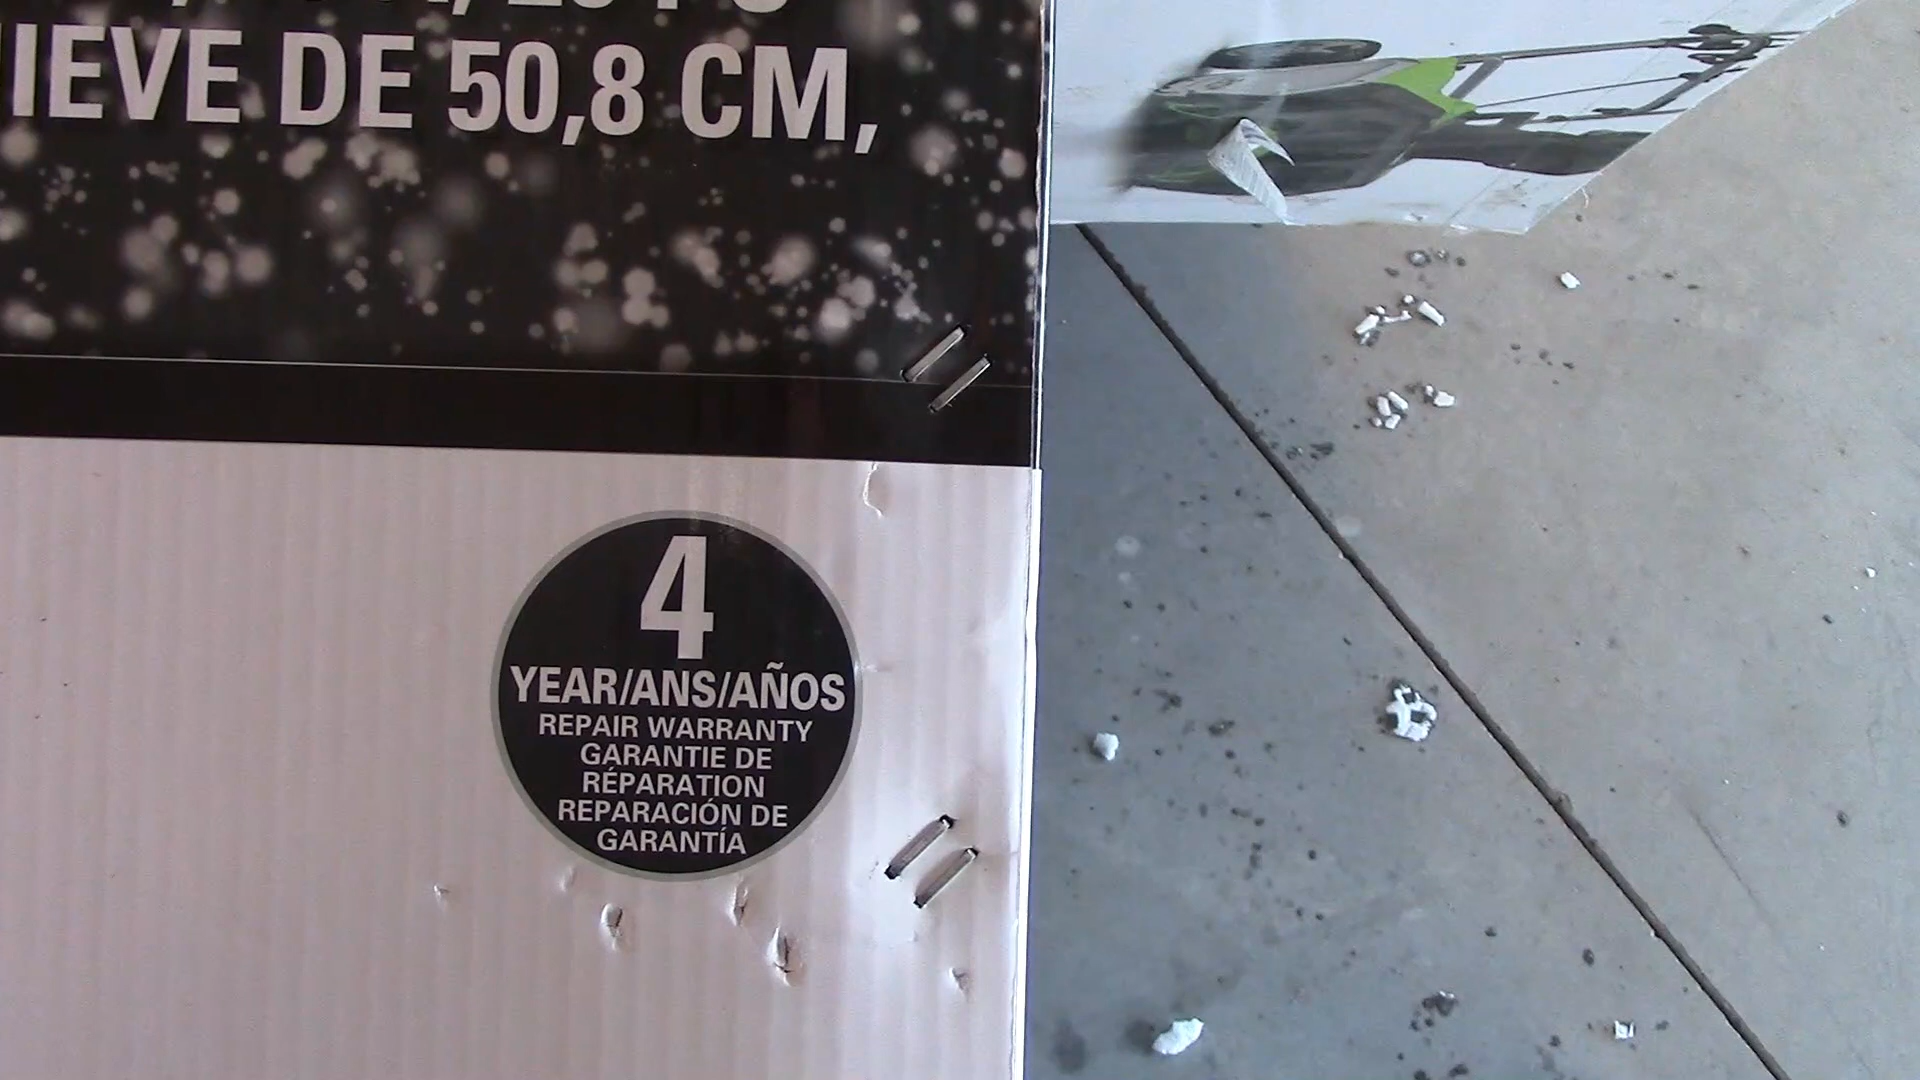 IEVE DE 50,8 CM,
4
YEAR/ANS/AÑOS
REPAIR WARRANTY
GARANTIE DE
RÉPARATION
REPARACIÓN DE
GARANTÍA